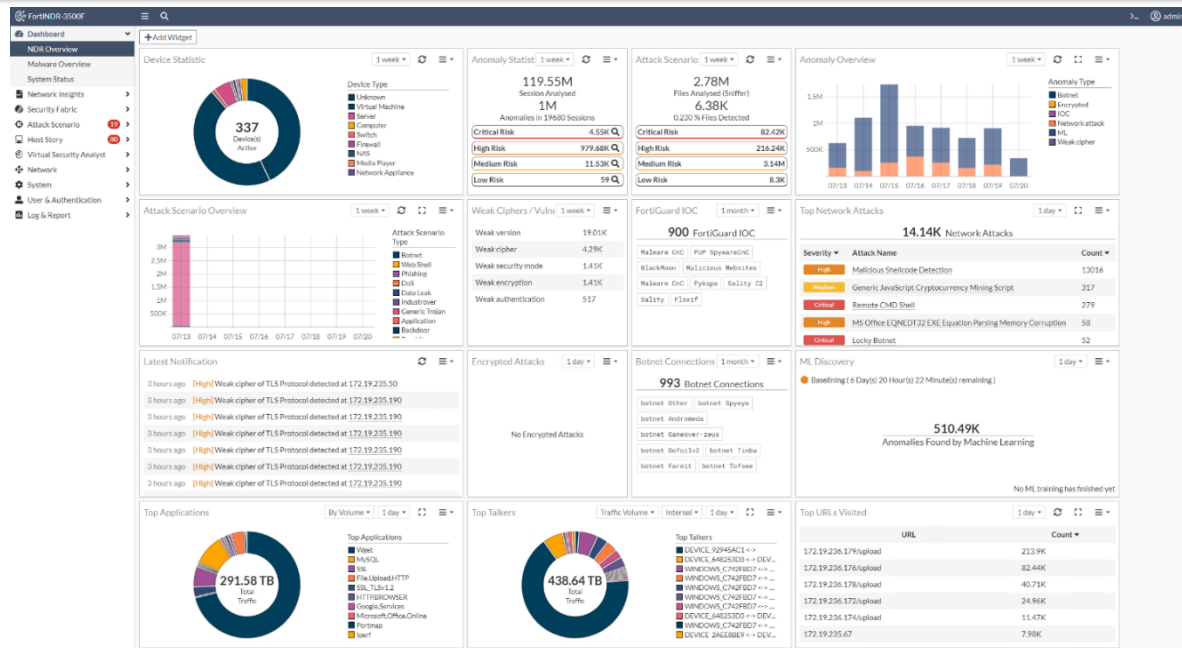 FortiNDR-3500F
admin
Dashboard
NDR Overview
Malware Overview
System Status
Network Insights
Security Fabric
Attack Scenario 19
Host Story 60
Virtual Security Analyst
Network
System
User & Authentication
Log & Report
+Add Widget
Device Statistic 1 week
337
Device(s)
Active
Device Type
Unknown
Virtual Machine
Server
Computer
Switch
Firewall
NAS
Media Player
Network Appliance
Anomaly Statist 1 week
119.55M
Session Analysed
1M
Anomalies in 19680 Sessions
Critical Risk 4.55K
High Risk 979.68K
Medium Risk 11.53K
Low Risk 59
Attack Scenario 1 week
2.78M
Files Analysed (Sniffer)
6.38K
0.230 % Files Detected
Critical Risk 82.42K
High Risk 216.24K
Medium Risk 3.14M
Low Risk 8.3K
Anomaly Overview 1 week
1.5M
1M
500K
07/13 07/14 07/15 07/16 07/17 07/18 07/19 07/20
Anomaly Type
Botnet
Encrypted
IOC
Network attack
ML
Weak cipher
Attack Scenario Overview 1 week
3M
2.5M
2M
1.5M
1M
500K
07/13 07/14 07/15 07/16 07/17 07/18 07/19 07/20
Attack Scenario
Type
Botnet
Web Shell
Phishing
DoS
Data Leak
Industroyer
Generic Trojan
Application
Backdoor
Weak Ciphers / Vulne 1 week
Weak version 19.01K
Weak cipher 4.29K
Weak security mode 1.41K
Weak encryption 1.41K
Weak authentication 517
FortiGuard IOC 1 month
900 FortiGuard IOC
Malware CnC PUP SpywareCnC
BlackMoon Malicious Websites
Malware CnC Pykspa Sality C2
Sality Floxif
Top Network Attacks 1 day
14.14K Network Attacks
Severity Attack Name Count
High Malicious Shellcode Detection 13016
Medium Generic JavaScript Cryptocurrency Mining Script 317
Critical Remote CMD Shell 279
High MS Office EQNEDT32 EXE Equation Parsing Memory Corruption 58
Critical Locky Botnet 52
Latest Notification
3 hours ago [High] Weak cipher of TLS Protocol detected at 172.19.235.50
3 hours ago [High] Weak cipher of TLS Protocol detected at 172.19.235.190
3 hours ago [High] Weak cipher of TLS Protocol detected at 172.19.235.190
3 hours ago [High] Weak cipher of TLS Protocol detected at 172.19.235.190
3 hours ago [High] Weak cipher of TLS Protocol detected at 172.19.235.190
3 hours ago [High] Weak cipher of TLS Protocol detected at 172.19.235.190
3 hours ago [High] Weak cipher of TLS Protocol detected at 172.19.235.190
Encrypted Attacks 1 day
No Encrypted Attacks
Botnet Connections 1 month
993 Botnet Connections
botnet Other botnet Spyeye
botnet Andromeda
botnet Gameover-zeus
botnet Dofoilv2 botnet Tinba
botnet Fareit botnet Tofsee
ML Discovery 1 day
Baselining ( 6 Day(s) 20 Hour(s) 22 Minute(s) remaining )
510.49K
Anomalies Found by Machine Learning
No ML training has finished yet
Top Applications By Volume 1 day
291.58 TB
Total
Traffic
Top Applications
Wget
MySQL
SSL
File.Upload.HTTP
SSL_TLSv1.2
HTTP.BROWSER
Google.Services
Microsoft.Office.Online
Portmap
Iperf
Top Talkers Traffic Volume Internal 1 day
438.64 TB
Total
Traffic
Top Talkers
DEVICE_92945AC1 <->
DEVICE_648253D3 <-> DEV...
WINDOWS_C742FBD7 <-> ...
WINDOWS_C742FBD7 <-> ...
WINDOWS_C742FBD7 <-> ...
WINDOWS_C742FBD7 <-> ...
WINDOWS_C742FBD7 <-> ...
DEVICE_648253D3 <-> DEV...
WINDOWS_C742FBD7 <-> ...
DEVICE_2AEE8BE9 <-> DEV...
Top URLs Visited 1 day
URL Count
172.19.236.179/upload 213.9K
172.19.236.176/upload 82.44K
172.19.236.178/upload 40.71K
172.19.236.172/upload 24.96K
172.19.236.174/upload 11.47K
172.19.235.67 7.98K